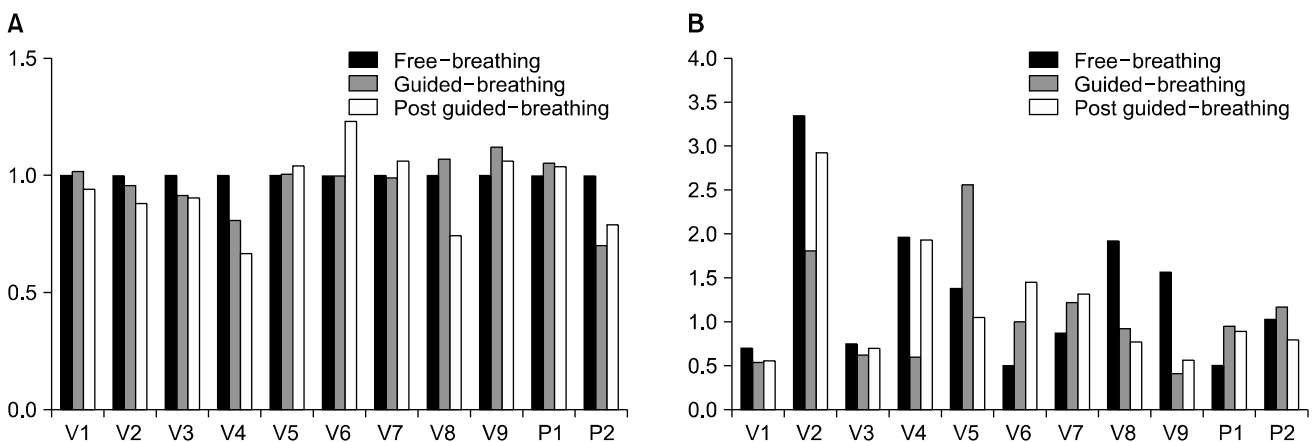 A
1.5
1.0
0.5
0.0
Free-breathing
Guided-breathing
Post guided-breathing
V1 V2 V3 V4 V5 V6 V7 V8 V9 P1 P2
B
4.0
3.5
3.0
2.5
2.0
1.5
1.0
0.5
0.0
Free-breathing
Guided-breathing
Post guided-breathing
V1 V2 V3 V4 V5 V6 V7 V8 V9 P1 P2